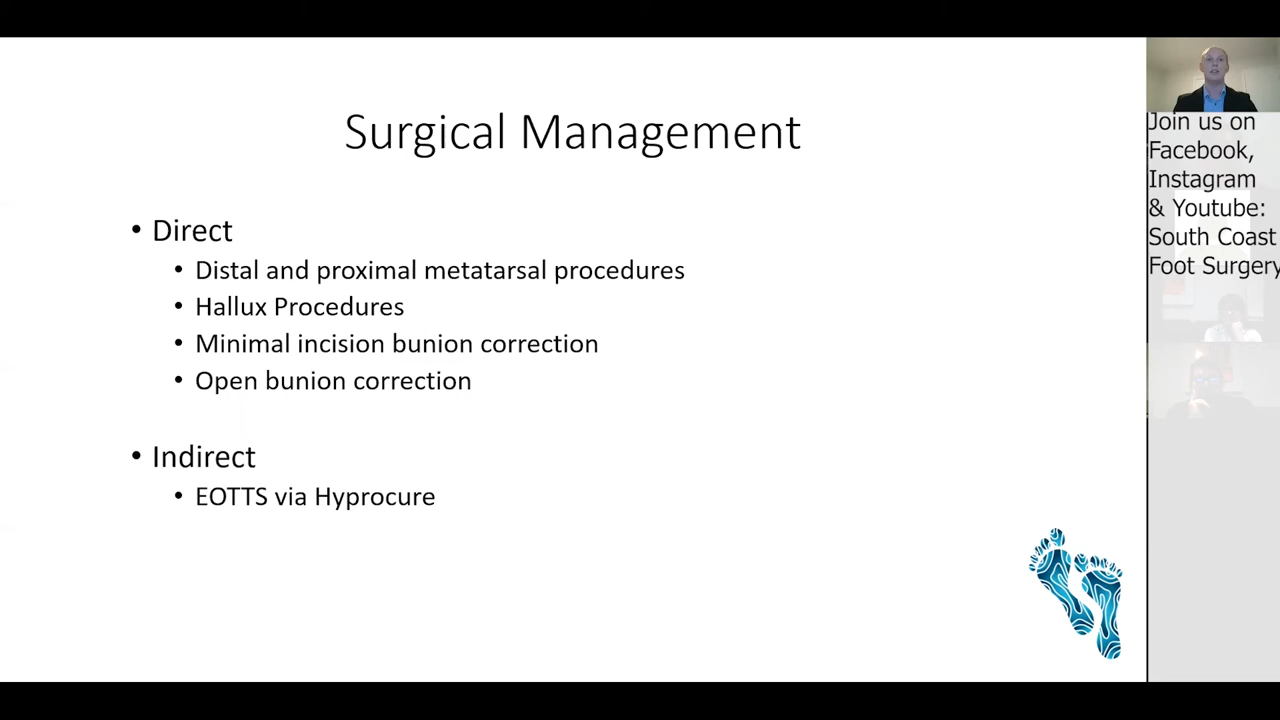 Surgical Management
• Direct
• Distal and proximal metatarsal procedures
• Hallux Procedures
• Minimal incision bunion correction
• Open bunion correction
• Indirect
• EOTTS via Hyprocure
Join us on
Facebook,
Instagram
& Youtube:
South Coast
Foot Surgery